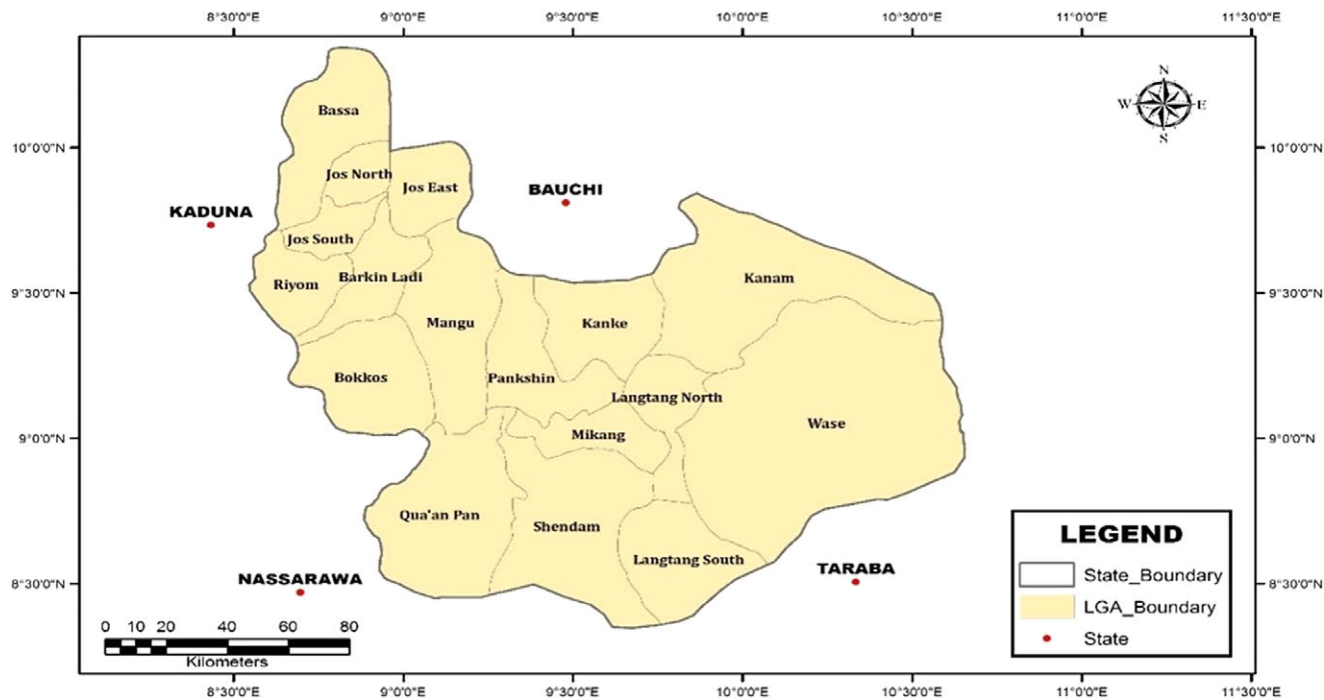 8°30'0"E 9°0'0"E 9°30'0"E 10°0'0"E 10°30'0"E 11°0'0"E 11°30'0"E
N
W E
S
Bassa
10°0'0"N 10°0'0"N
Jos North
Jos East
BAUCHI
KADUNA
Jos South
Barkin Ladi
Kanam
Riyom
9°30'0"N 9°30'0"N
Mangu
Kanke
Bokkos
Pankshin
Langtang North
Wase
Mikang
9°0'0"N 9°0'0"N
Qua'an Pan
Shendam
Langtang South
TARABA
NASSARAWA
8°30'0"N 8°30'0"N
LEGEND
State_Boundary
LGA_Boundary
State
0 10 20 40 60 80
Kilometers
8°30'0"E 9°0'0"E 9°30'0"E 10°0'0"E 10°30'0"E 11°0'0"E 11°30'0"E